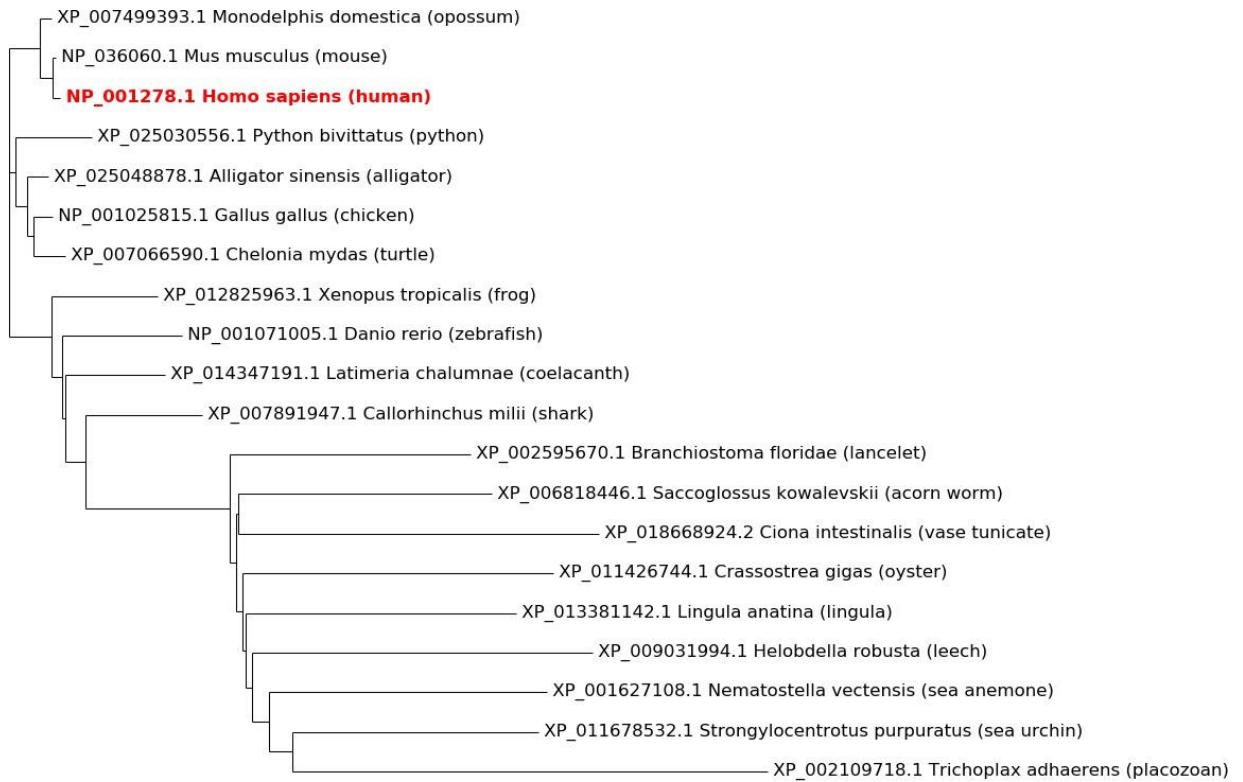 XP_007499393.1 Monodelphis domestica (opossum)
NP_036060.1 Mus musculus (mouse)
NP_001278.1 Homo sapiens (human)
XP_025030556.1 Python bivittatus (python)
XP_025048878.1 Alligator sinensis (alligator)
NP_001025815.1 Gallus gallus (chicken)
XP_007066590.1 Chelonia mydas (turtle)
XP_012825963.1 Xenopus tropicalis (frog)
NP_001071005.1 Danio rerio (zebrafish)
XP_014347191.1 Latimeria chalumnae (coelacanth)
XP_007891947.1 Callorhinchus milii (shark)
XP_002595670.1 Branchiostoma floridae (lancelet)
XP_006818446.1 Saccoglossus kowalevskii (acorn worm)
XP_018668924.2 Ciona intestinalis (vase tunicate)
XP_011426744.1 Crassostrea gigas (oyster)
XP_013381142.1 Lingula anatina (lingula)
XP_009031994.1 Helobdella robusta (leech)
XP_001627108.1 Nematostella vectensis (sea anemone)
XP_011678532.1 Strongylocentrotus purpuratus (sea urchin)
XP_002109718.1 Trichoplax adhaerens (placozoan)